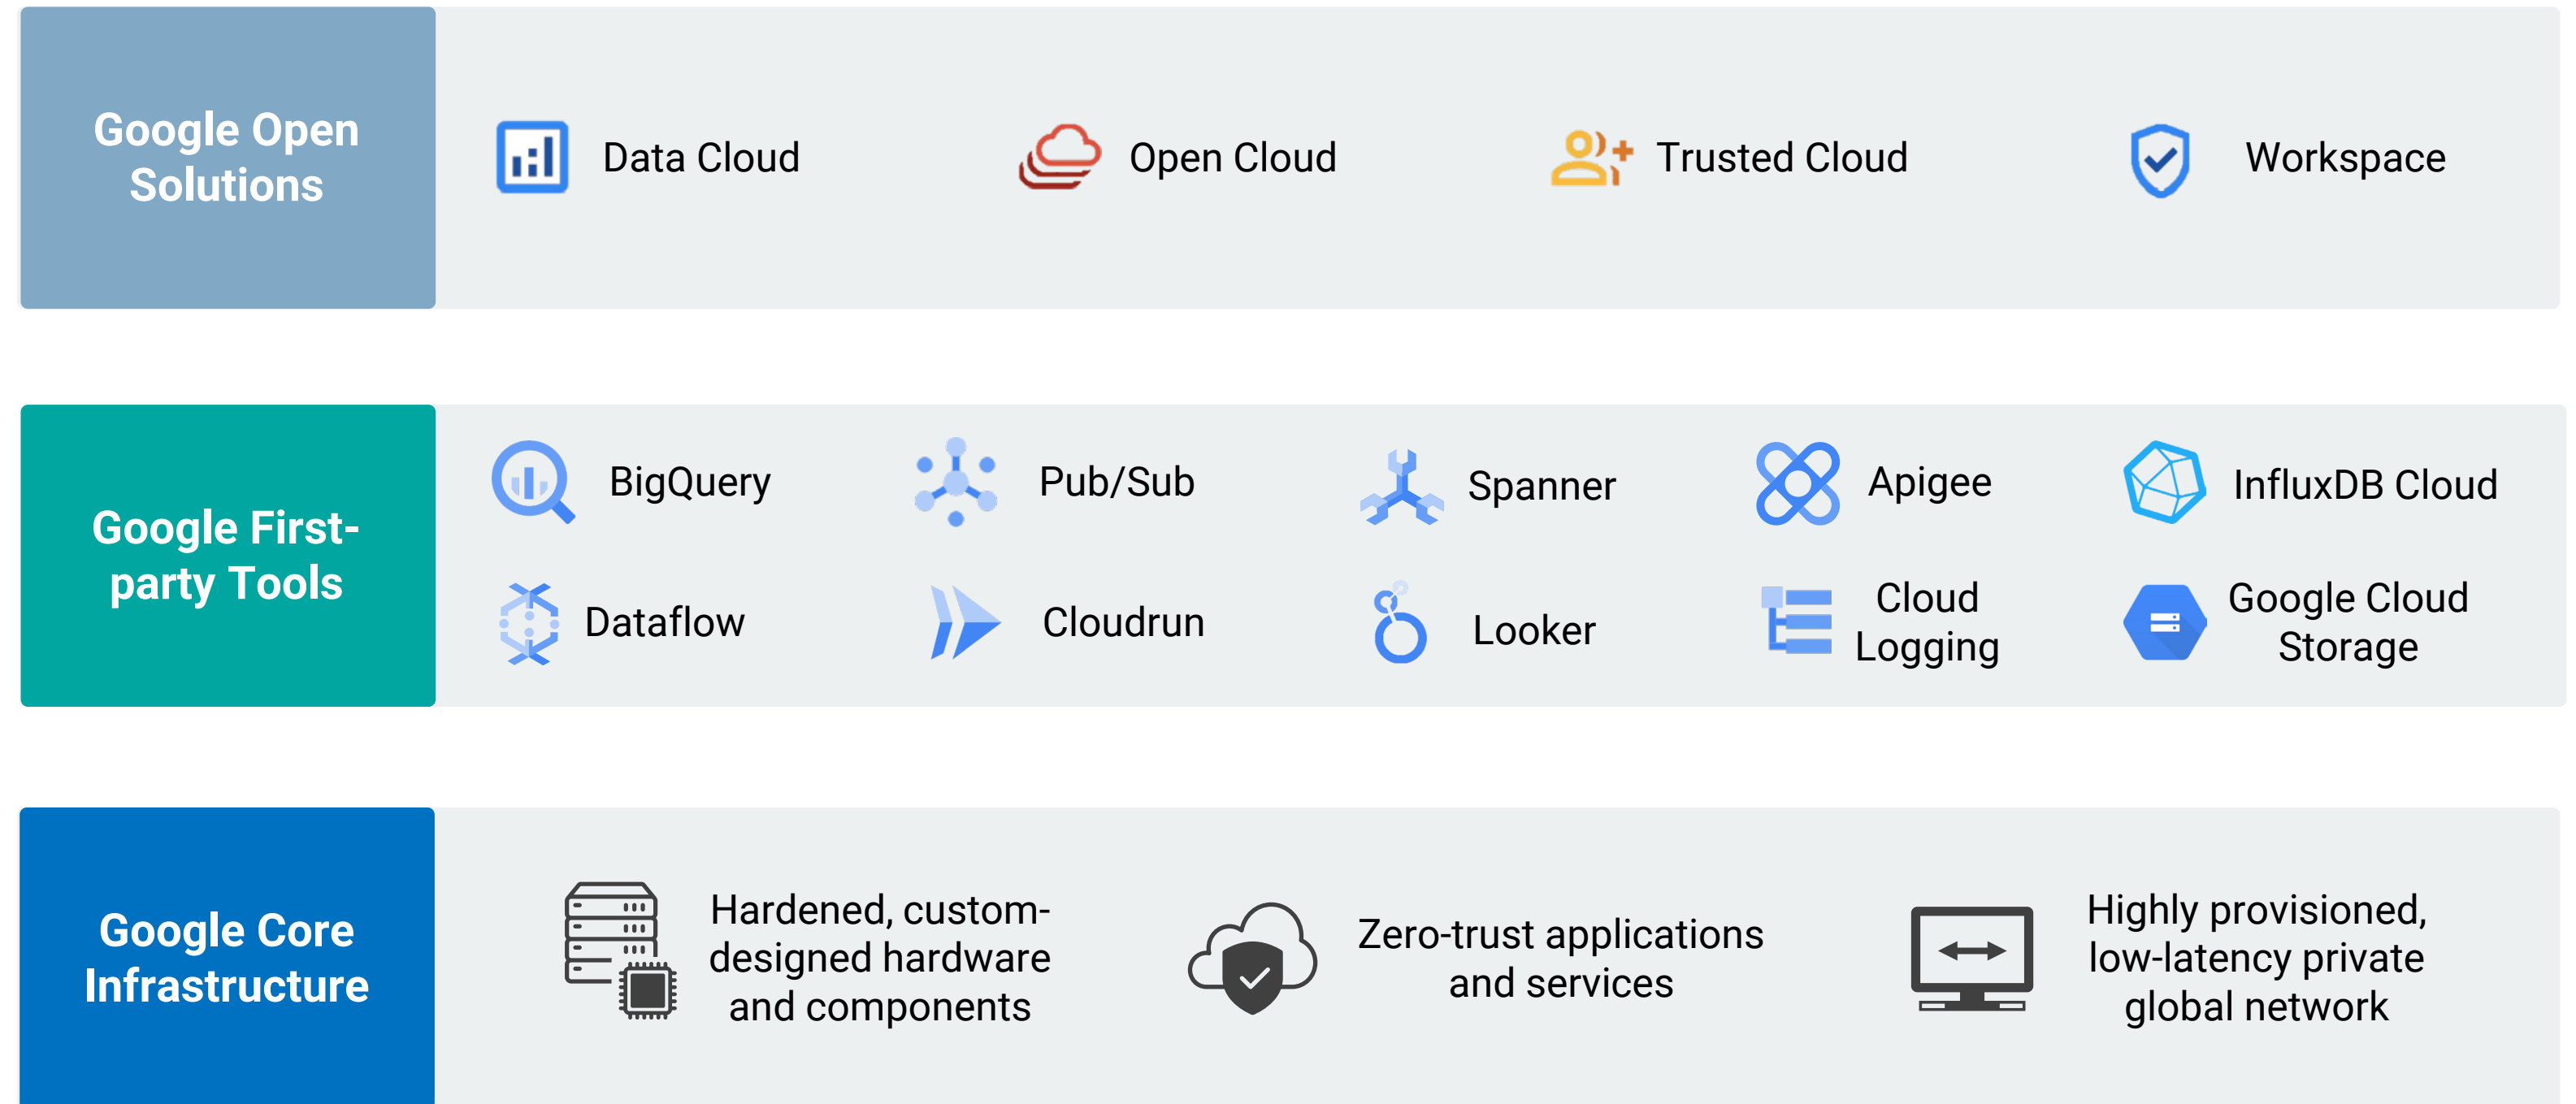 Google Open
Solutions
Data Cloud
Open Cloud
Trusted Cloud
Workspace
Google First-
party Tools
BigQuery
Pub/Sub
Spanner
Apigee
InfluxDB Cloud
Dataflow
Cloudrun
Looker
Cloud
Logging
Google Cloud
Storage
Google Core
Infrastructure
Hardened, custom-
designed hardware
and components
Zero-trust applications
and services
Highly provisioned,
low-latency private
global network